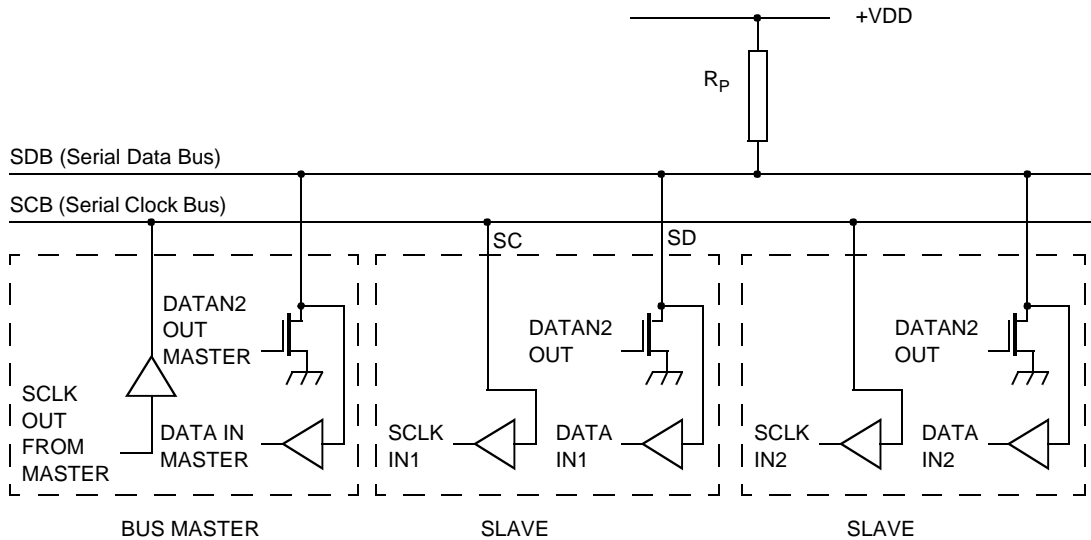 +VDD
RP
SDB (Serial Data Bus)
SCB (Serial Clock Bus)
SC
SD
DATAN2
OUT
MASTER
SCLK
OUT
FROM
MASTER
DATA IN
MASTER
DATAN2
OUT
SCLK
IN1
DATA
IN1
DATAN2
OUT
SCLK
IN2
DATA
IN2
BUS MASTER
SLAVE
SLAVE